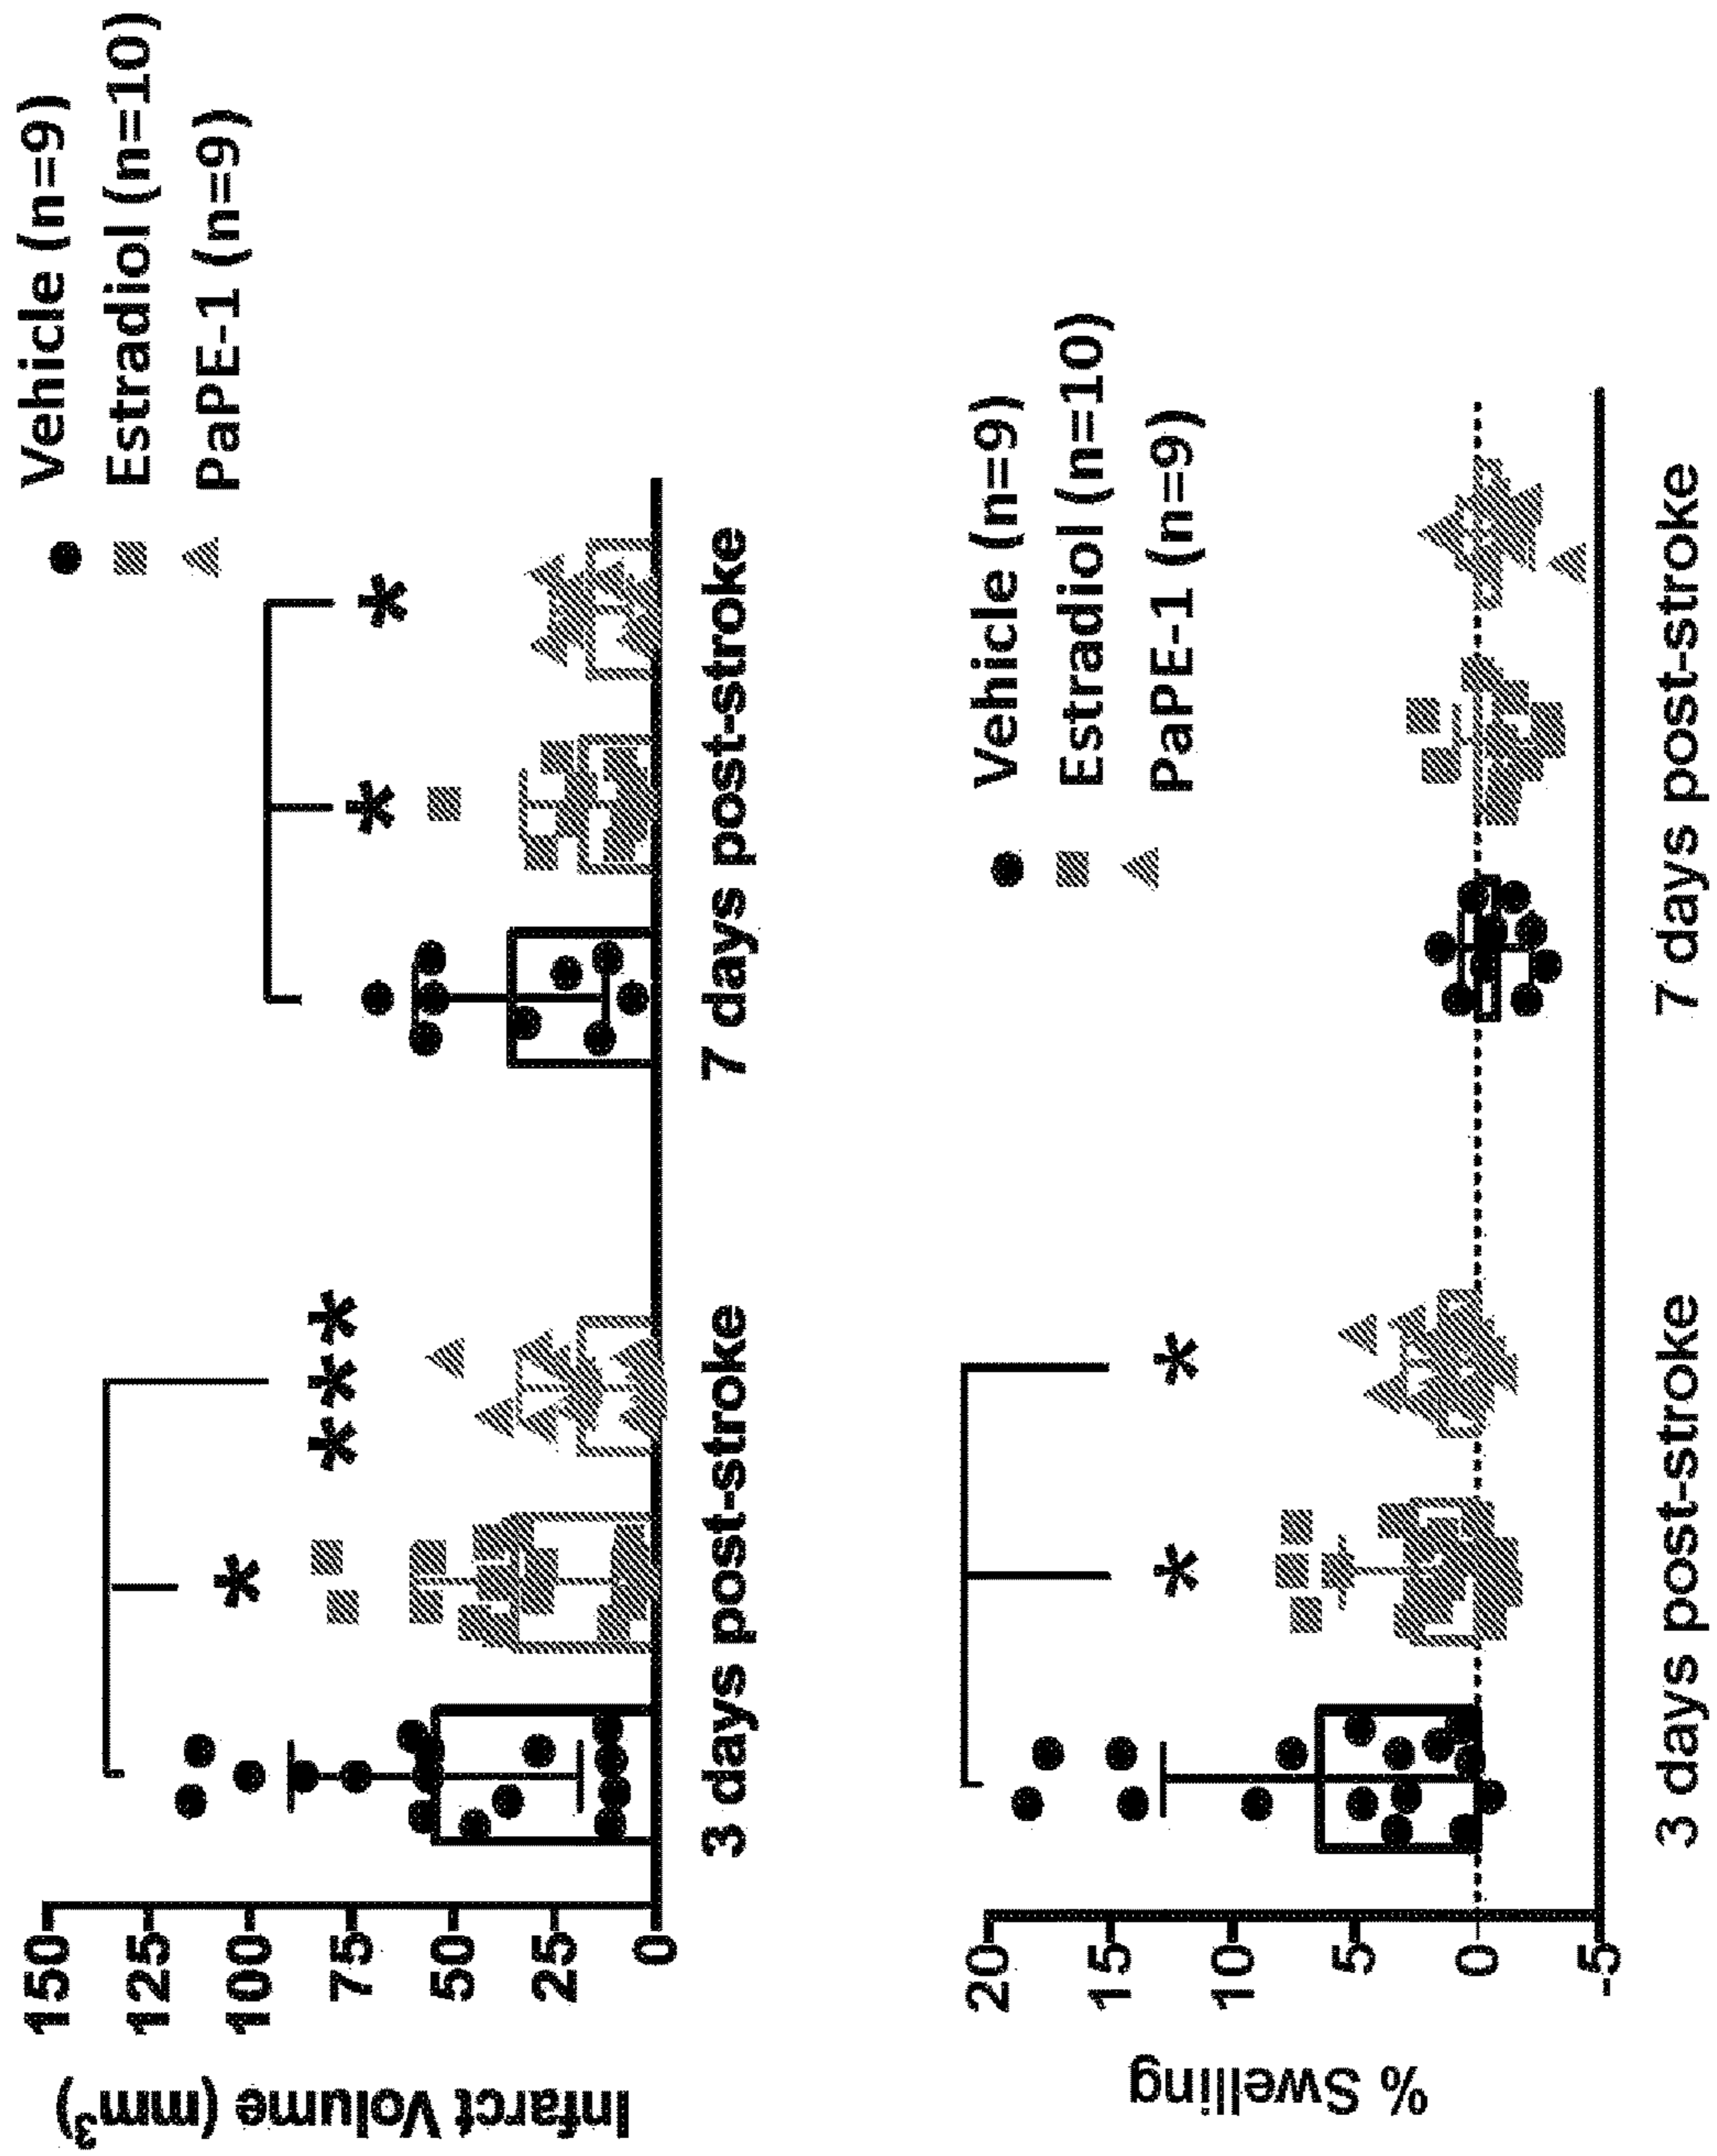 Vehicle (n=9)
Estradiol (n=10)
PaPE-1 (n=9)
Infarct Volume (mm³)
150
125
100
75
50
25
0
*
***
*
*
3 days post-stroke
7 days post-stroke
Vehicle (n=9)
Estradiol (n=10)
PaPE-1 (n=9)
% Swelling
20
15
10
5
0
-5
*
*
3 days post-stroke
7 days post-stroke